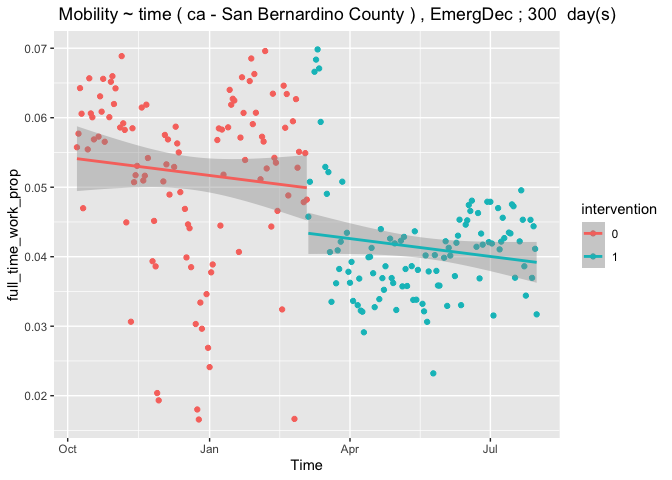 Mobility ~ time ( ca - San Bernardino County ) , EmergDec ; 300 day(s)
0.07
0.06
0.05
0.04
0.03
0.02
full_time_work_prop
Oct
Jan
Apr
Jul
Time
intervention
0
1